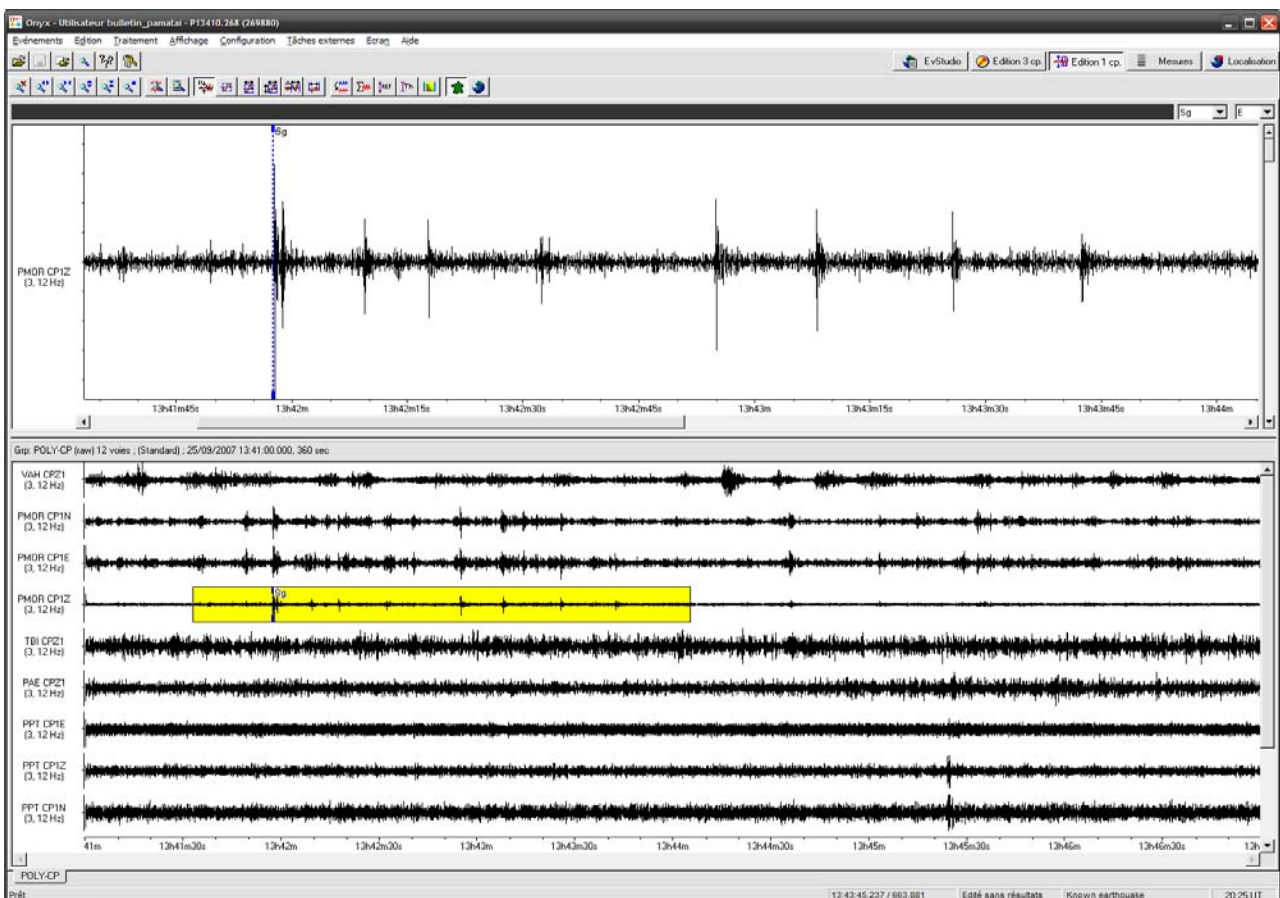 Onyx - Utilisateur bulletin_pamatai - P13410.268 (269880)
Evénements Edition Traitement Affichage Configuration Tâches externes Ecran Aide
EvStudio Edition 3 cp. Edition 1 cp. Mesures Localisation
Sg E
Sg
PMOR CP1Z
(3, 12 Hz)
13h41m45s 13h42m 13h42m15s 13h42m30s 13h42m45s 13h43m 13h43m15s 13h43m30s 13h43m45s 13h44m
Grp: POLY-CP (raw) 12 voies ; (Standard) ; 25/09/2007 13:41:00.000, 360 sec
VAH CPZ1
(3, 12 Hz)
PMOR CP1N
(3, 12 Hz)
PMOR CP1E
(3, 12 Hz)
PMOR CP1Z
(3, 12 Hz)
Sg
TBI CPZ1
(3, 12 Hz)
PAE CPZ1
(3, 12 Hz)
PPT CP1E
(3, 12 Hz)
PPT CP1Z
(3, 12 Hz)
PPT CP1N
(3, 12 Hz)
41m 13h41m30s 13h42m 13h42m30s 13h43m 13h43m30s 13h44m 13h44m30s 13h45m 13h45m30s 13h46m 13h46m30s 13h
POLY-CP
Prêt 13:43:45.237 / 663.881 Edité sans résultats Known earthquake 20:25 UT